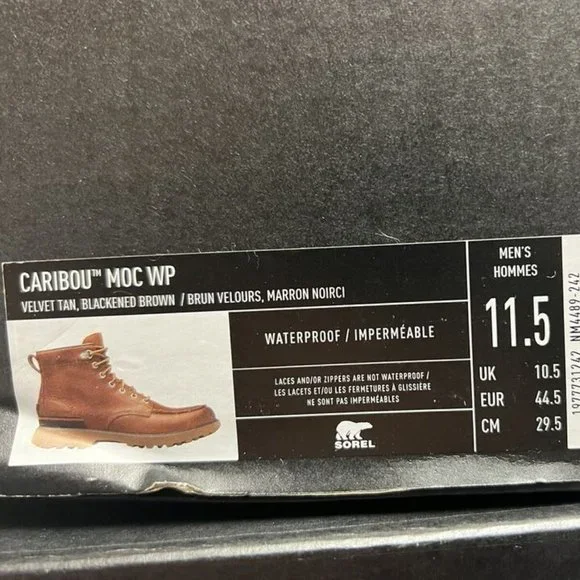 CARIBOU™ MOC WP
VELVET TAN, BLACKENED BROWN / BRUN VELOURS, MARRON NOIRCI
WATERPROOF / IMPERMÉABLE
LACES AND/OR ZIPPERS ARE NOT WATERPROOF /
LES LACETS ET/OU LES FERMETURES À GLISSIÈRE
NE SONT PAS IMPERMÉABLES
SOREL
MEN'S
HOMMES
11.5
UK 10.5
EUR 44.5
CM 29.5
NM4489-242